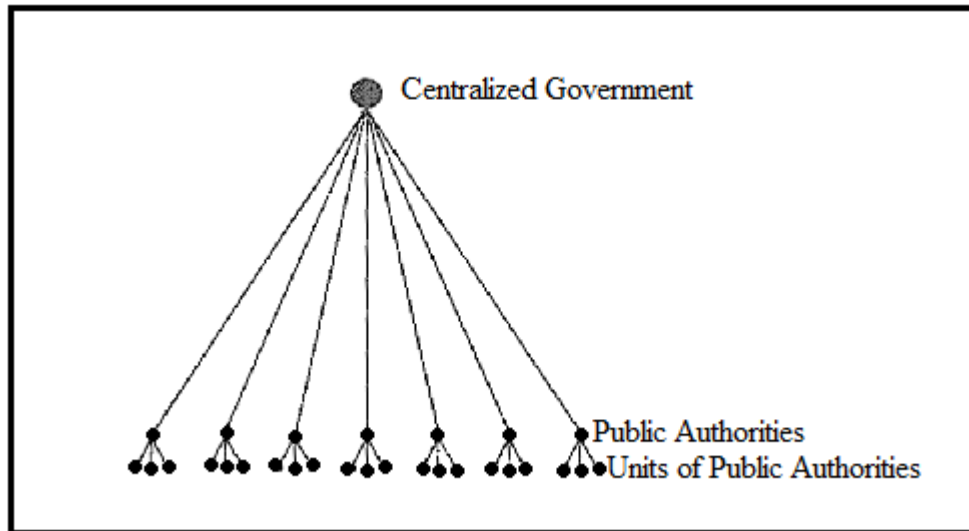 Centralized Government
Public Authorities
Units of Public Authorities